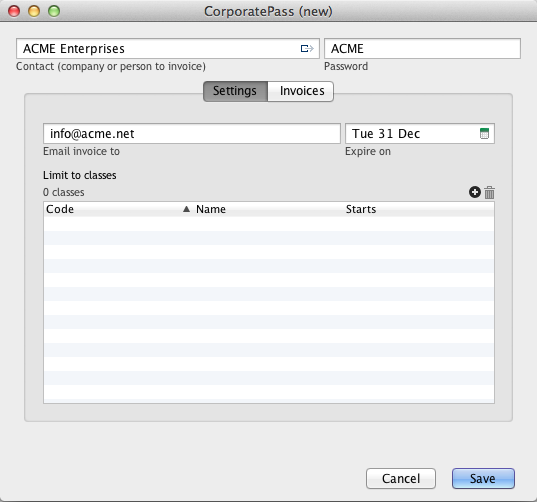 CorporatePass (new)
ACME Enterprises ACME
Contact (company or person to invoice) Password
Settings Invoices
info@acme.net Tue 31 Dec
Email invoice to Expire on
Limit to classes
0 classes
Code Name Starts
Cancel Save